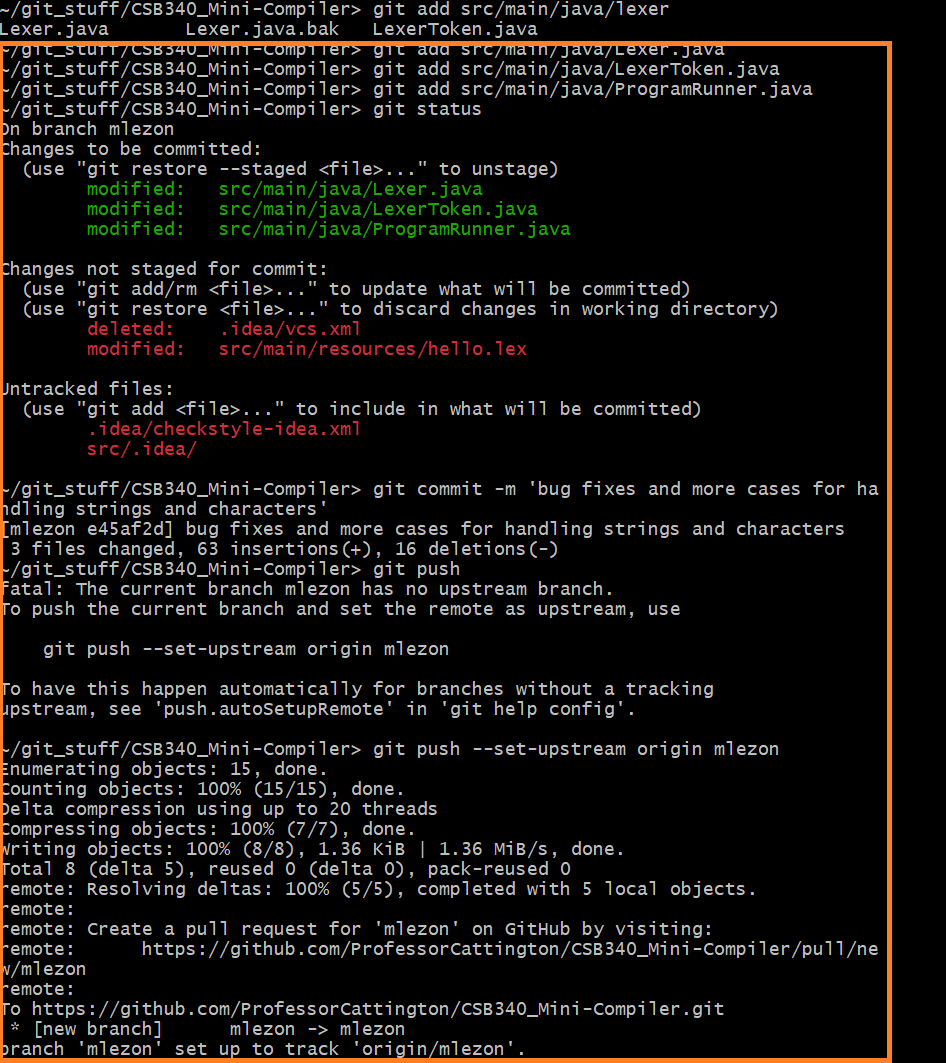 ~/git_stuff/CSB340_Mini-Compiler> git add src/main/java/lexer
Lexer.java       Lexer.java.bak   LexerToken.java
~/git_stuff/CSB340_Mini-Compiler> git add src/main/java/Lexer.java
~/git_stuff/CSB340_Mini-Compiler> git add src/main/java/LexerToken.java
~/git_stuff/CSB340_Mini-Compiler> git add src/main/java/ProgramRunner.java
~/git_stuff/CSB340_Mini-Compiler> git status
On branch mlezon
Changes to be committed:
  (use "git restore --staged <file>..." to unstage)
        modified:   src/main/java/Lexer.java
        modified:   src/main/java/LexerToken.java
        modified:   src/main/java/ProgramRunner.java

Changes not staged for commit:
  (use "git add/rm <file>..." to update what will be committed)
  (use "git restore <file>..." to discard changes in working directory)
        deleted:    .idea/vcs.xml
        modified:   src/main/resources/hello.lex

Untracked files:
  (use "git add <file>..." to include in what will be committed)
        .idea/checkstyle-idea.xml
        src/.idea/

~/git_stuff/CSB340_Mini-Compiler> git commit -m 'bug fixes and more cases for ha
ndling strings and characters'
[mlezon e45af2d] bug fixes and more cases for handling strings and characters
 3 files changed, 63 insertions(+), 16 deletions(-)
~/git_stuff/CSB340_Mini-Compiler> git push
fatal: The current branch mlezon has no upstream branch.
To push the current branch and set the remote as upstream, use

    git push --set-upstream origin mlezon

To have this happen automatically for branches without a tracking
upstream, see 'push.autoSetupRemote' in 'git help config'.

~/git_stuff/CSB340_Mini-Compiler> git push --set-upstream origin mlezon
Enumerating objects: 15, done.
Counting objects: 100% (15/15), done.
Delta compression using up to 20 threads
Compressing objects: 100% (7/7), done.
Writing objects: 100% (8/8), 1.36 KiB | 1.36 MiB/s, done.
Total 8 (delta 5), reused 0 (delta 0), pack-reused 0
remote: Resolving deltas: 100% (5/5), completed with 5 local objects.
remote:
remote: Create a pull request for 'mlezon' on GitHub by visiting:
remote:      https://github.com/ProfessorCattington/CSB340_Mini-Compiler/pull/ne
w/mlezon
remote:
To https://github.com/ProfessorCattington/CSB340_Mini-Compiler.git
 * [new branch]      mlezon -> mlezon
branch 'mlezon' set up to track 'origin/mlezon'.